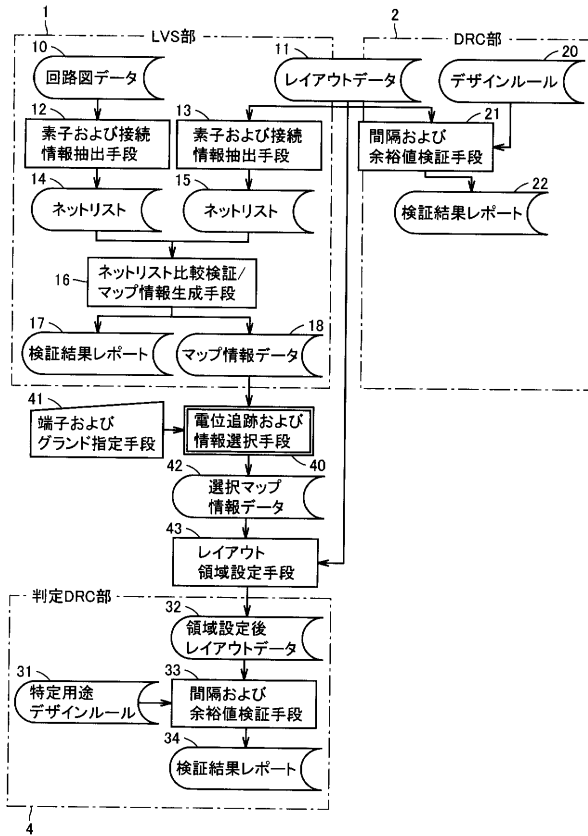 1
LVS部
2
DRC部
10
回路図データ
11
レイアウトデータ
20
デザインルール
12
素子および接続
情報抽出手段
13
素子および接続
情報抽出手段
21
間隔および
余裕値検証手段
14
ネットリスト
15
ネットリスト
22
検証結果レポート
16
ネットリスト比較検証/
マップ情報生成手段
17
検証結果レポート
18
マップ情報データ
41
端子および
グランド指定手段
電位追跡および
情報選択手段
40
42
選択マップ
情報データ
43
レイアウト
領域設定手段
判定DRC部
32
領域設定後
レイアウトデータ
31
特定用途
デザインルール
33
間隔および
余裕値検証手段
34
検証結果レポート
4